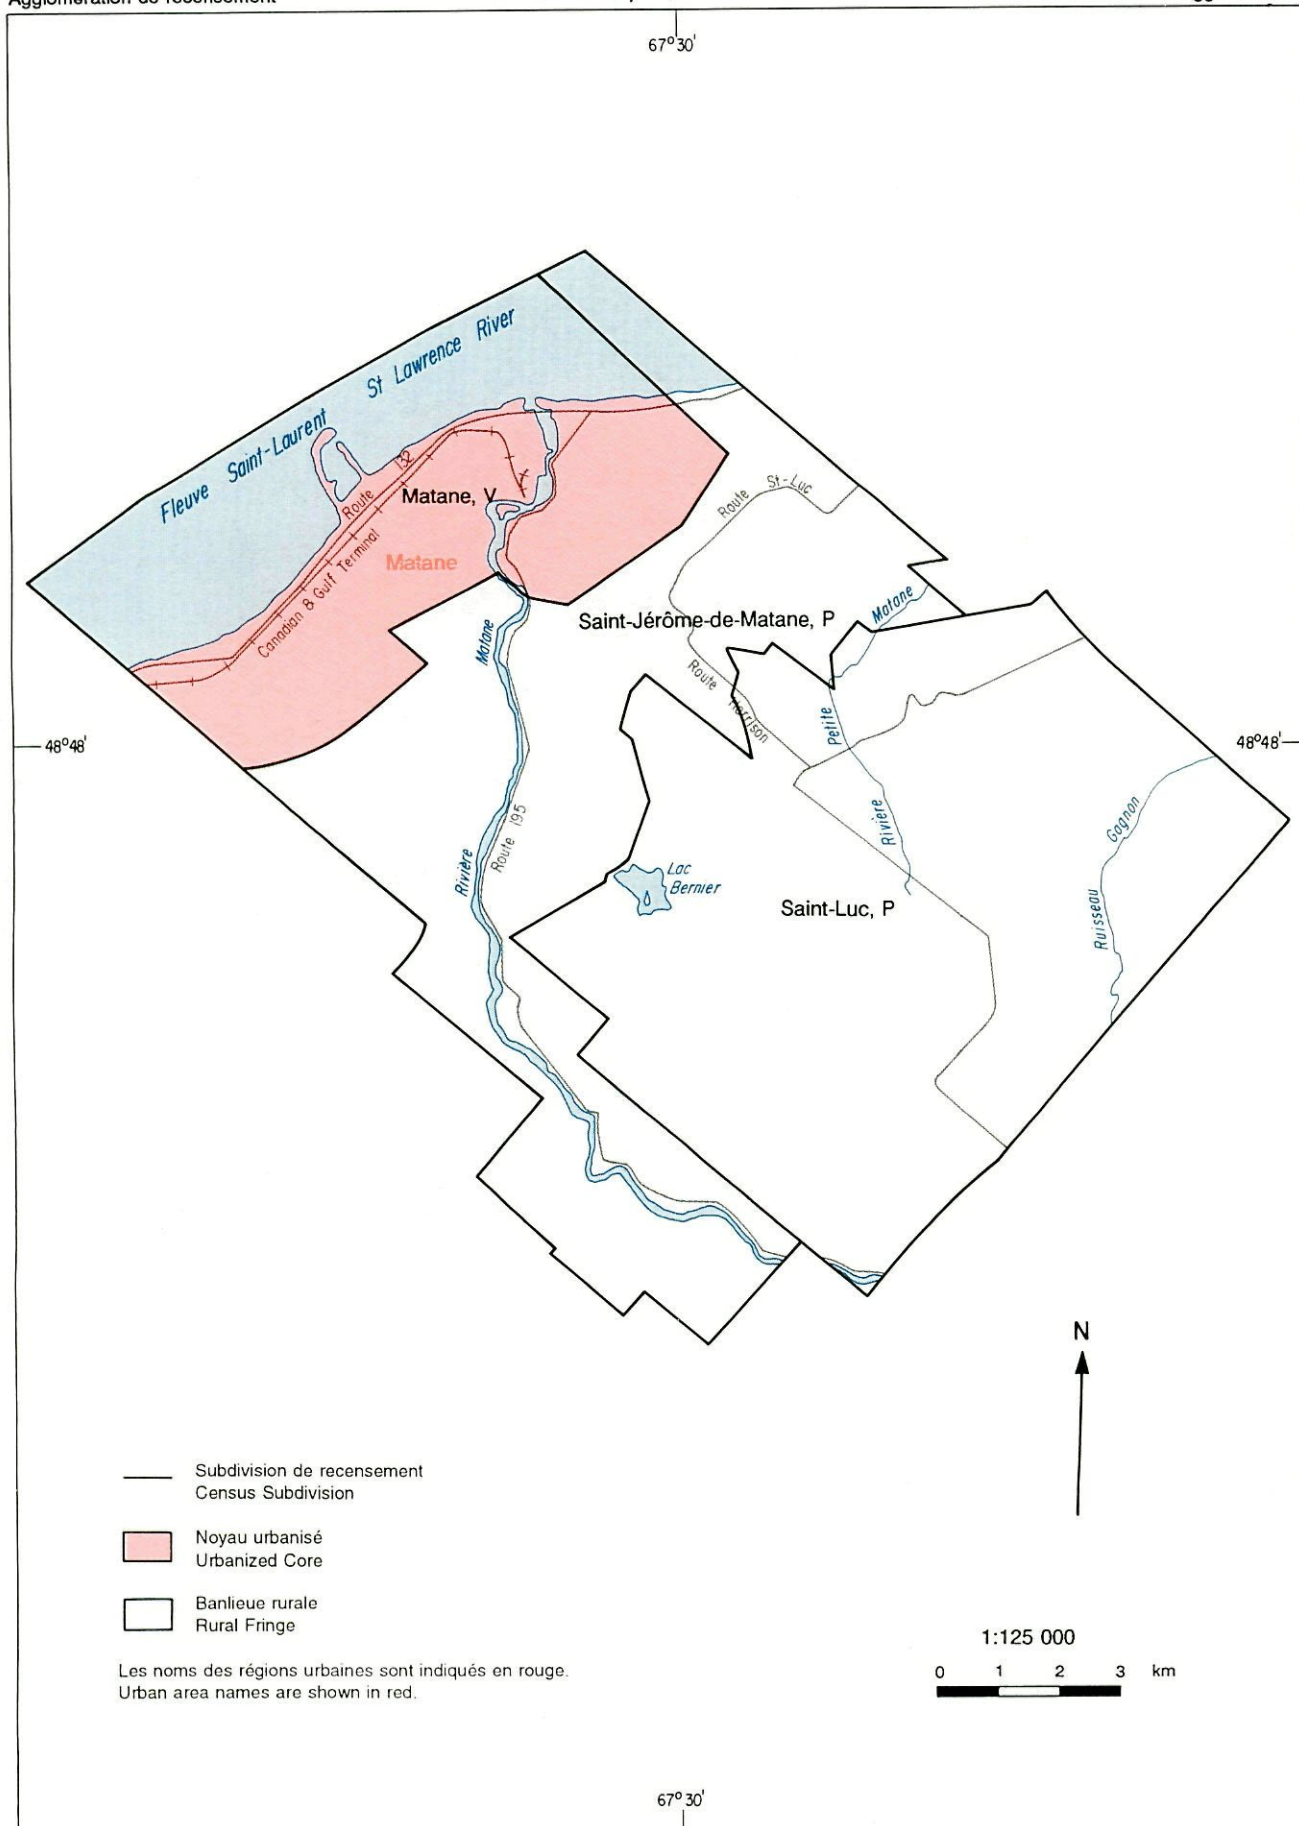 Agglomération de recensement
67°30'
Fleuve Saint-Laurent St Lawrence River
Route 132
Matane, V
Canadian & Gulf Terminal
Matane
Route St-Luc
Saint-Jérôme-de-Matane, P
Rivière Matane
Route Morrison
Petite Rivière Matane
48°48'
48°48'
Route 195
Lac
Bernier
Saint-Luc, P
Ruisseau Gagnon
N
Subdivision de recensement
Census Subdivision
Noyau urbanisé
Urbanized Core
Banlieue rurale
Rural Fringe
Les noms des régions urbaines sont indiqués en rouge.
Urban area names are shown in red.
1:125 000
0 1 2 3 km
67°30'